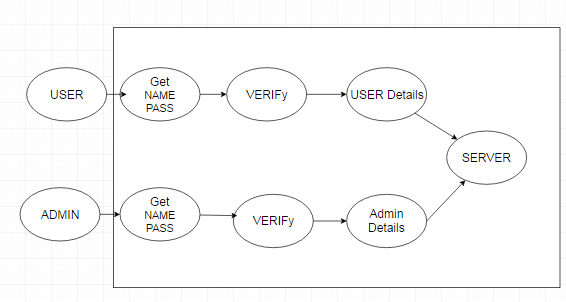 USER
Get
NAME
PASS
VERIFy
USER Details
SERVER
ADMIN
Get
NAME
PASS
VERIFy
Admin
Details